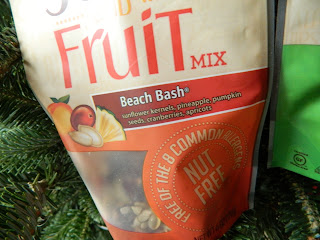 FRUIT MIX
Beach Bash®
sunflower kernels, pineapple, pumpkin
seeds, cranberries, apricots
FREE OF THE 8 COMMON ALLERGENS
NUT
FREE
GF